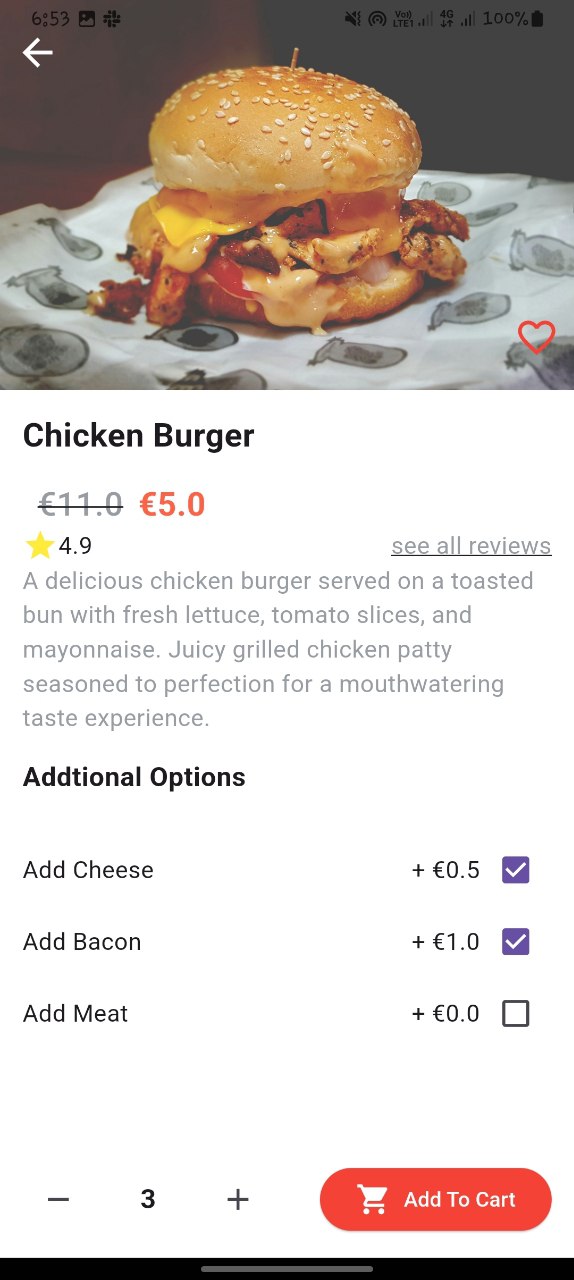 6:53 Vo) LTE1 4G 100%
Chicken Burger
€11.0 €5.0
4.9 see all reviews
A delicious chicken burger served on a toasted
bun with fresh lettuce, tomato slices, and
mayonnaise. Juicy grilled chicken patty
seasoned to perfection for a mouthwatering
taste experience.
Addtional Options
Add Cheese + €0.5
Add Bacon + €1.0
Add Meat + €0.0
3 Add To Cart